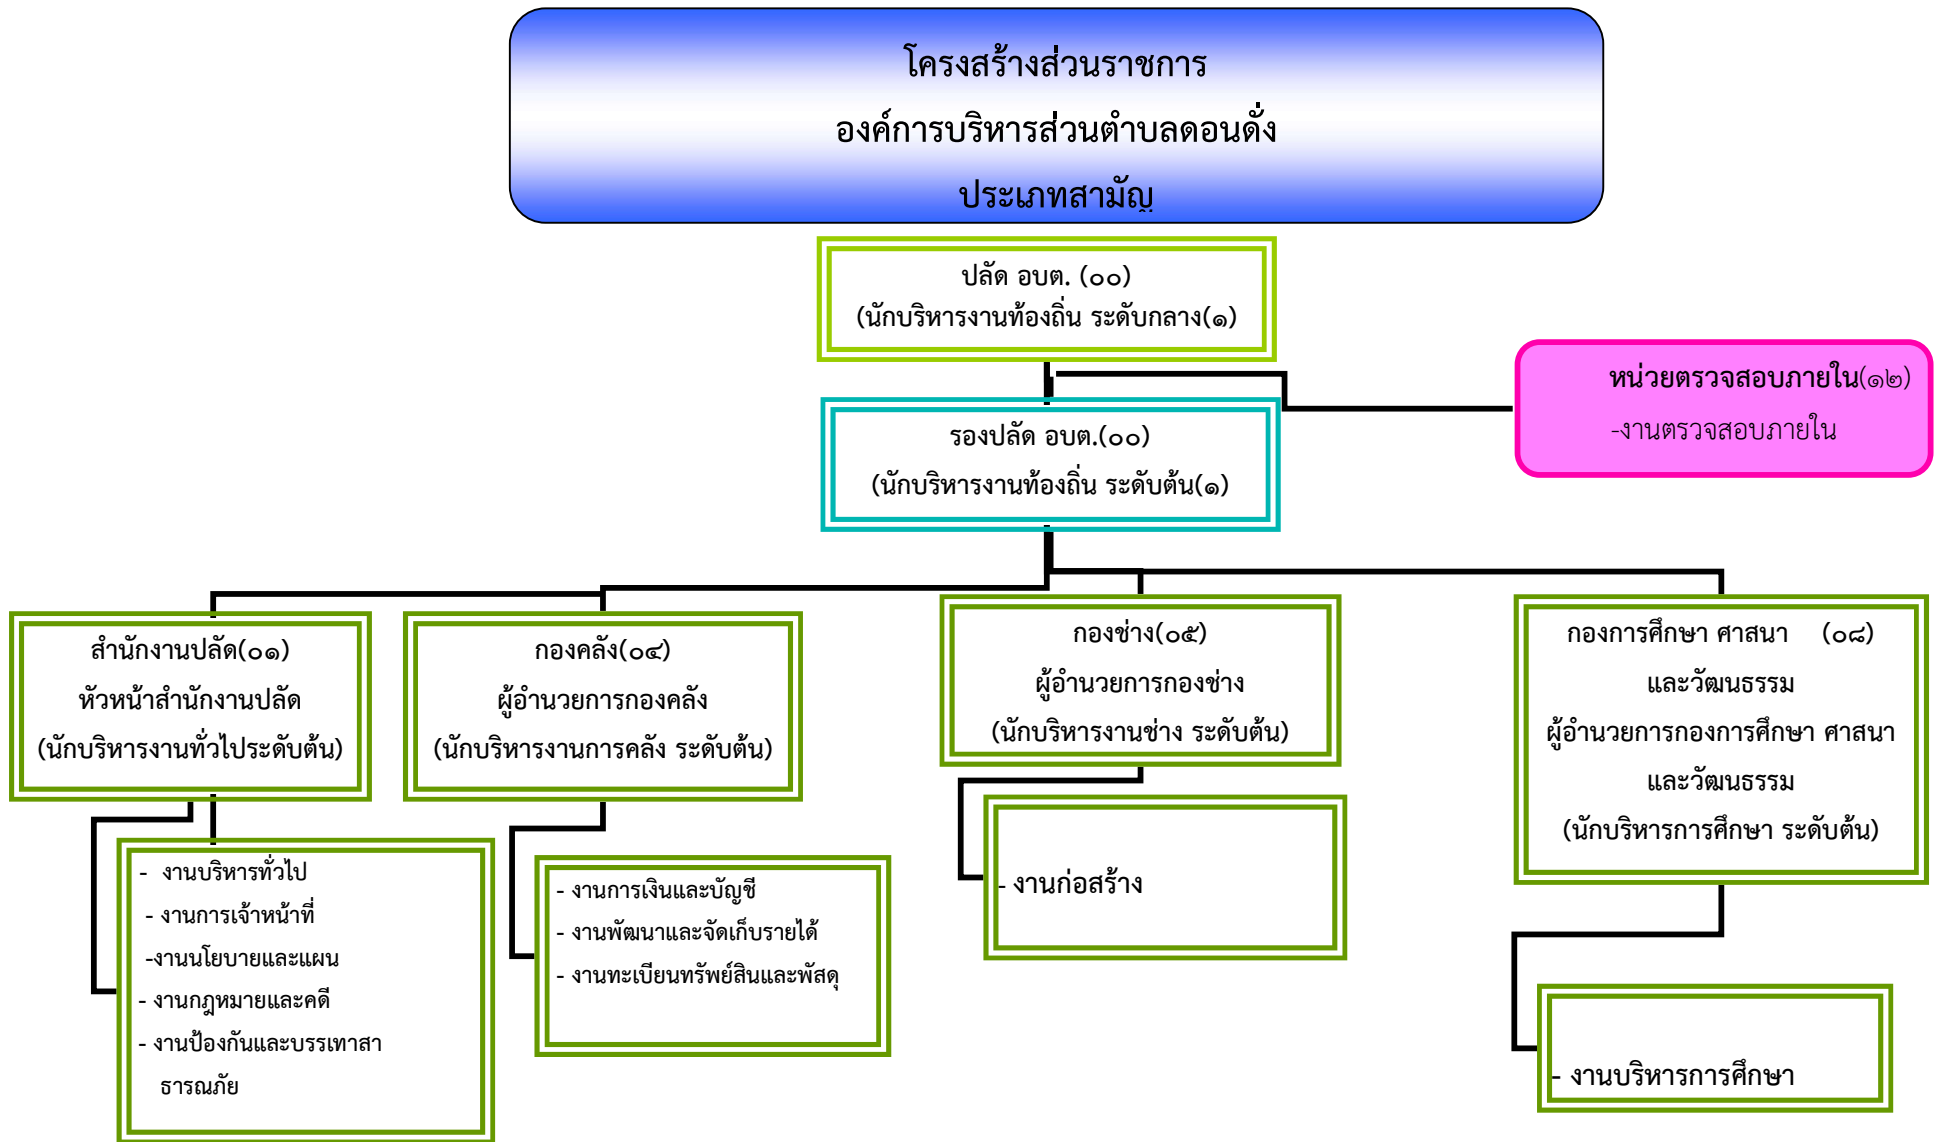 โครงสร้างส่วนราชการ
องค์การบริหารส่วนตำบลดอนดั่ง
ประเภทสามัญ
ปลัด อบต. (๐๐)
(นักบริหารงานท้องถิ่น ระดับกลาง(๑)
หน่วยตรวจสอบภายใน(๑๒)
-งานตรวจสอบภายใน
รองปลัด อบต.(๐๐)
(นักบริหารงานท้องถิ่น ระดับต้น(๑)
สำนักงานปลัด(๐๑)
หัวหน้าสำนักงานปลัด
(นักบริหารงานทั่วไประดับต้น)
กองคลัง(๐๔)
ผู้อำนวยการกองคลัง
(นักบริหารงานการคลัง ระดับต้น)
กองช่าง(๐๕)
ผู้อำนวยการกองช่าง
(นักบริหารงานช่าง ระดับต้น)
กองการศึกษา ศาสนา (๐๘)
และวัฒนธรรม
ผู้อำนวยการกองการศึกษา ศาสนา
และวัฒนธรรม
(นักบริหารการศึกษา ระดับต้น)
- งานบริหารทั่วไป
- งานการเจ้าหน้าที่
-งานนโยบายและแผน
- งานกฎหมายและคดี
- งานป้องกันและบรรเทาสา
ธารณภัย
- งานการเงินและบัญชี
- งานพัฒนาและจัดเก็บรายได้
- งานทะเบียนทรัพย์สินและพัสดุ
- งานก่อสร้าง
- งานบริหารการศึกษา